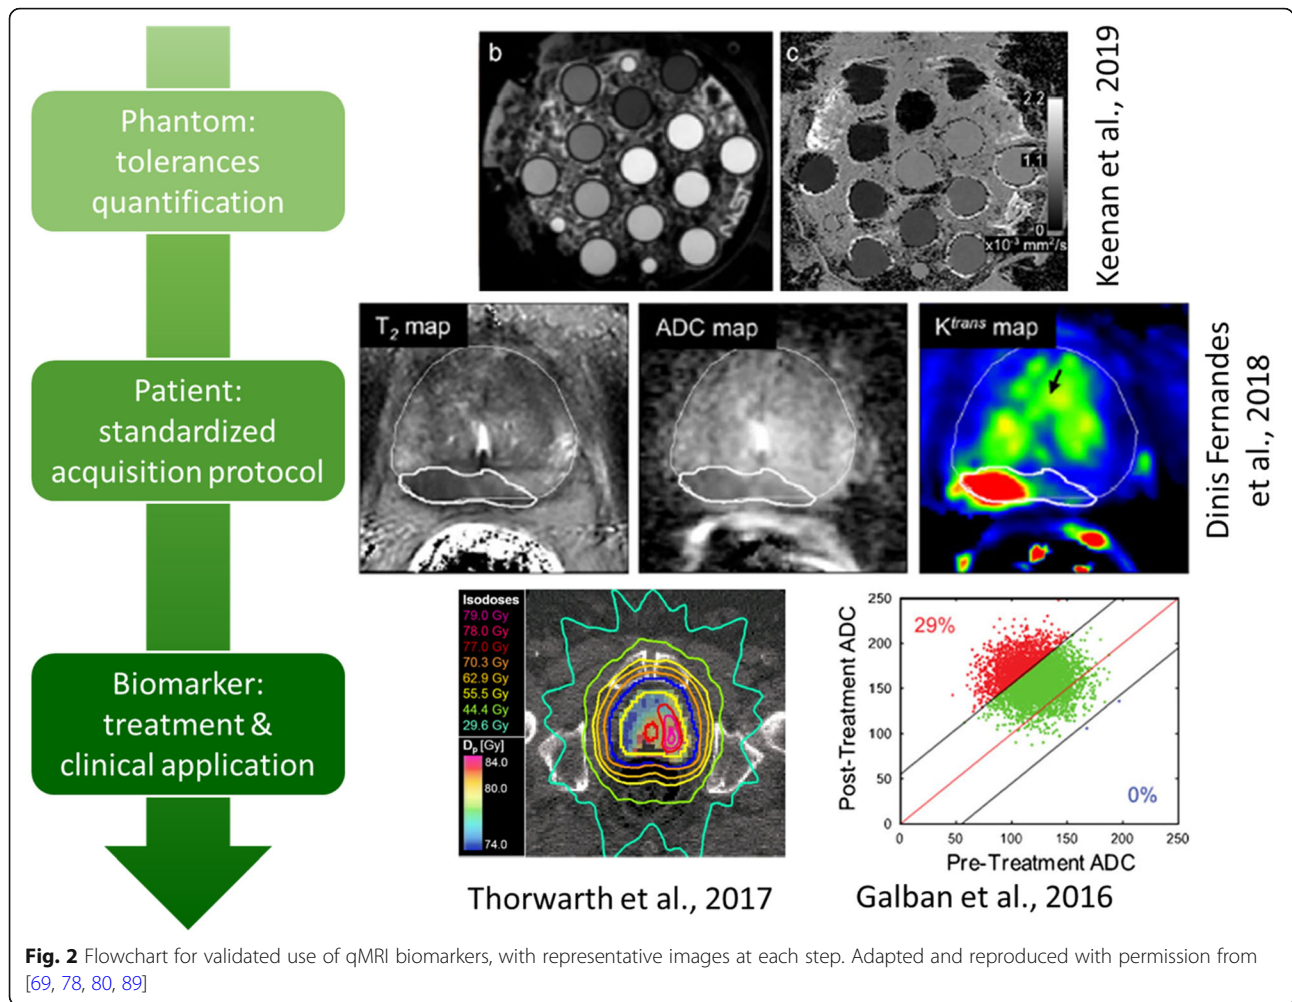 Phantom:
tolerances
quantification
b
c
2.2
1.1
0
x10⁻³ mm²/s
Keenan et al., 2019
Patient:
standardized
acquisition protocol
T₂ map
ADC map
Kᵗʳᵃⁿˢ map
Dinis Fernandes
et al., 2018
Biomarker:
treatment &
clinical application
Isodoses
79.0 Gy
78.0 Gy
77.0 Gy
70.3 Gy
62.9 Gy
55.5 Gy
44.4 Gy
29.6 Gy
Dₚ [Gy]
84.0
80.0
74.0
Thorwarth et al., 2017
Post-Treatment ADC
250
200
150
100
50
0
29%
0%
0 50 100 150 200 250
Pre-Treatment ADC
Galban et al., 2016
Fig. 2 Flowchart for validated use of qMRI biomarkers, with representative images at each step. Adapted and reproduced with permission from
[69, 78, 80, 89]